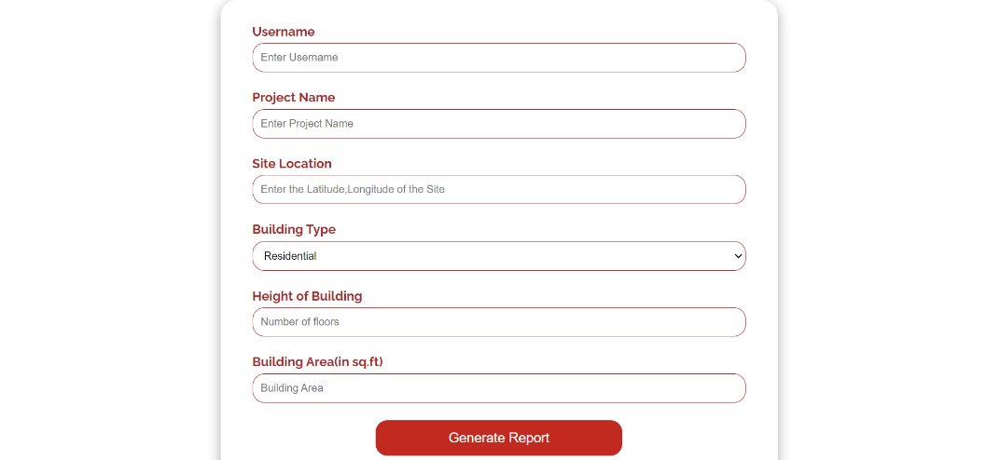 Username
Enter Username
Project Name
Enter Project Name
Site Location
Enter the Latitude,Longitude of the Site
Building Type
Residential
Height of Building
Number of floors
Building Area(in sq.ft)
Building Area
Generate Report